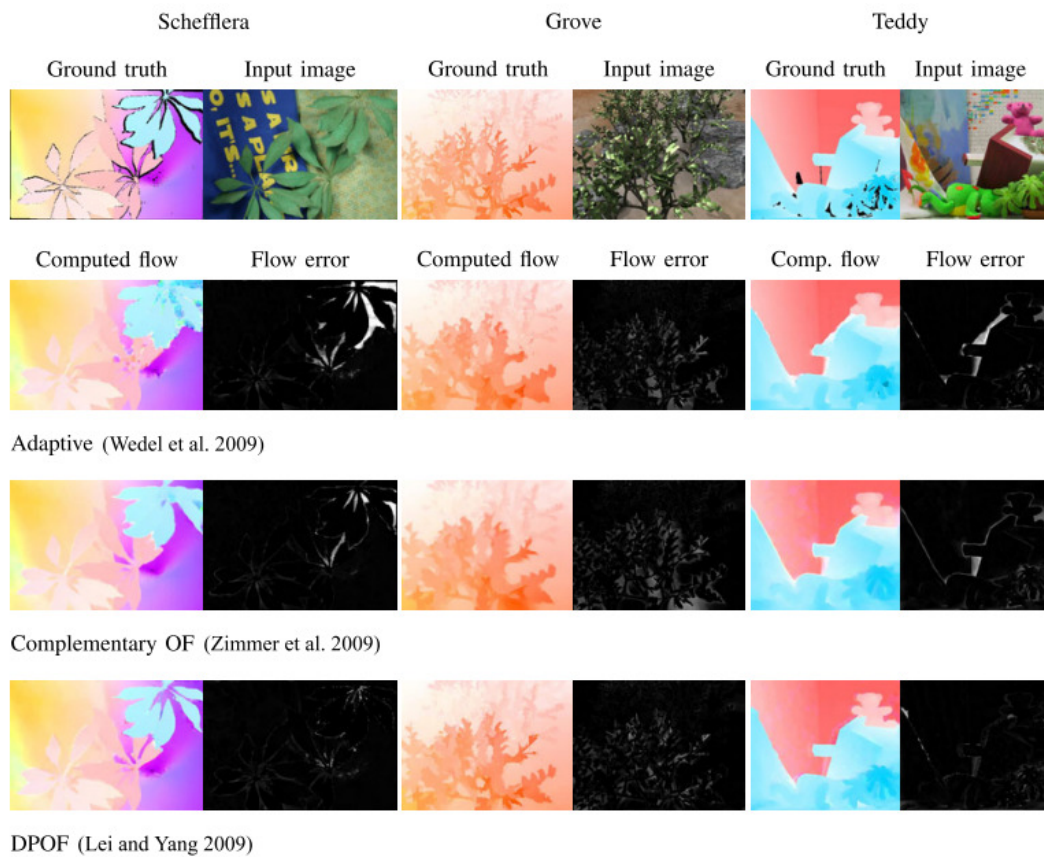 Schefflera Grove Teddy
Ground truth Input image Ground truth Input image Ground truth Input image
S A
S A PLA
O, IT'S...
Computed flow Flow error Computed flow Flow error Comp. flow Flow error
Adaptive (Wedel et al. 2009)
Complementary OF (Zimmer et al. 2009)
DPOF (Lei and Yang 2009)